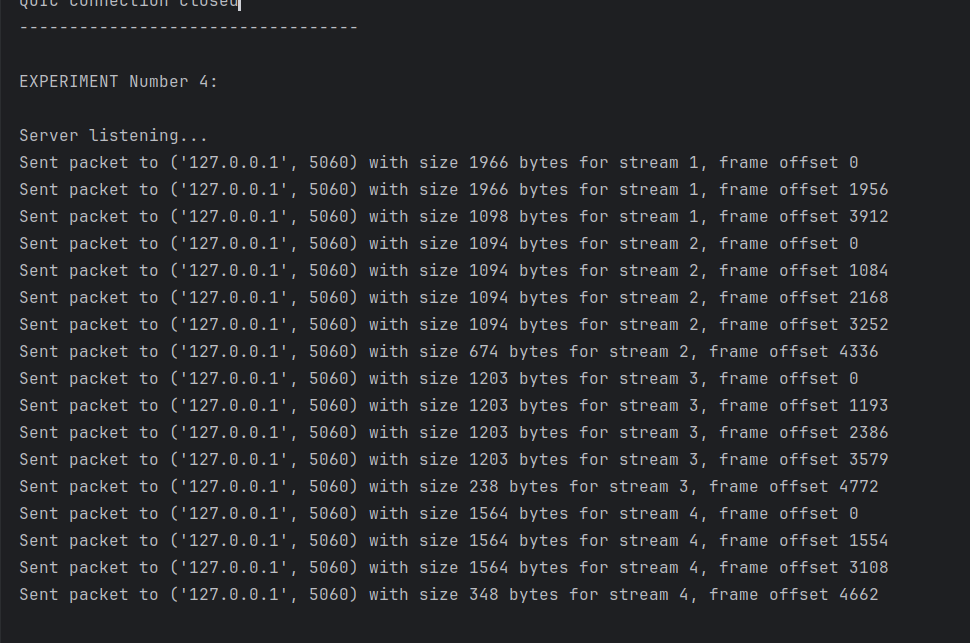 Quic connection closed
----------------------------------
EXPERIMENT Number 4:
Server listening...
Sent packet to ('127.0.0.1', 5060) with size 1966 bytes for stream 1, frame offset 0
Sent packet to ('127.0.0.1', 5060) with size 1966 bytes for stream 1, frame offset 1956
Sent packet to ('127.0.0.1', 5060) with size 1098 bytes for stream 1, frame offset 3912
Sent packet to ('127.0.0.1', 5060) with size 1094 bytes for stream 2, frame offset 0
Sent packet to ('127.0.0.1', 5060) with size 1094 bytes for stream 2, frame offset 1084
Sent packet to ('127.0.0.1', 5060) with size 1094 bytes for stream 2, frame offset 2168
Sent packet to ('127.0.0.1', 5060) with size 1094 bytes for stream 2, frame offset 3252
Sent packet to ('127.0.0.1', 5060) with size 674 bytes for stream 2, frame offset 4336
Sent packet to ('127.0.0.1', 5060) with size 1203 bytes for stream 3, frame offset 0
Sent packet to ('127.0.0.1', 5060) with size 1203 bytes for stream 3, frame offset 1193
Sent packet to ('127.0.0.1', 5060) with size 1203 bytes for stream 3, frame offset 2386
Sent packet to ('127.0.0.1', 5060) with size 1203 bytes for stream 3, frame offset 3579
Sent packet to ('127.0.0.1', 5060) with size 238 bytes for stream 3, frame offset 4772
Sent packet to ('127.0.0.1', 5060) with size 1564 bytes for stream 4, frame offset 0
Sent packet to ('127.0.0.1', 5060) with size 1564 bytes for stream 4, frame offset 1554
Sent packet to ('127.0.0.1', 5060) with size 1564 bytes for stream 4, frame offset 3108
Sent packet to ('127.0.0.1', 5060) with size 348 bytes for stream 4, frame offset 4662